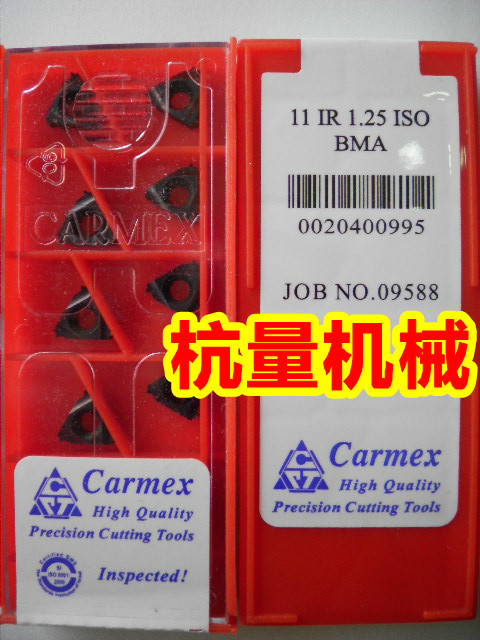 CARMEX
Carmex
High Quality
Precision Cutting Tools
Inspected!
11 IR 1.25 ISO
BMA
0020400995
JOB NO.09588
杭量机械
Carmex
High Quality
Precision Cutting Tools